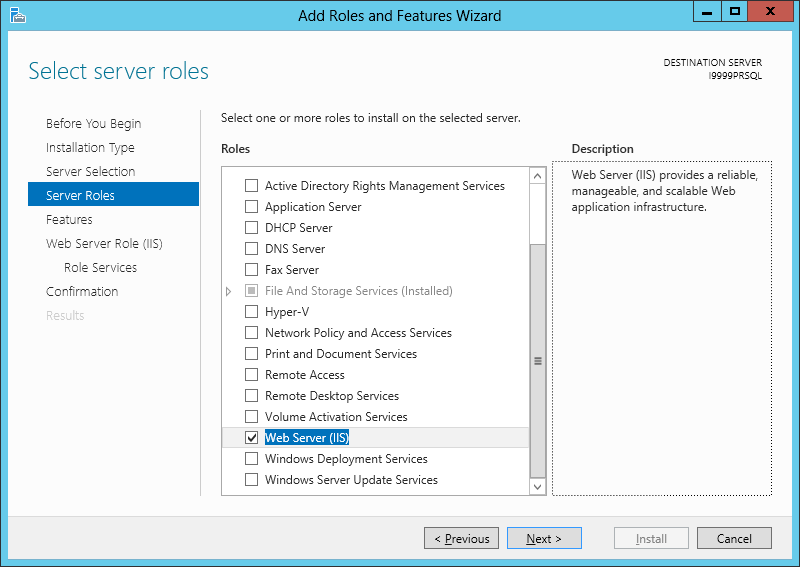 Add Roles and Features Wizard
Select server roles
DESTINATION SERVER
I9999PRSQL
Before You Begin
Installation Type
Server Selection
Server Roles
Features
Web Server Role (IIS)
Role Services
Confirmation
Results
Select one or more roles to install on the selected server.
Roles
Active Directory Rights Management Services
Application Server
DHCP Server
DNS Server
Fax Server
File And Storage Services (Installed)
Hyper-V
Network Policy and Access Services
Print and Document Services
Remote Access
Remote Desktop Services
Volume Activation Services
Web Server (IIS)
Windows Deployment Services
Windows Server Update Services
Description
Web Server (IIS) provides a reliable,
manageable, and scalable Web
application infrastructure.
< Previous
Next >
Install
Cancel